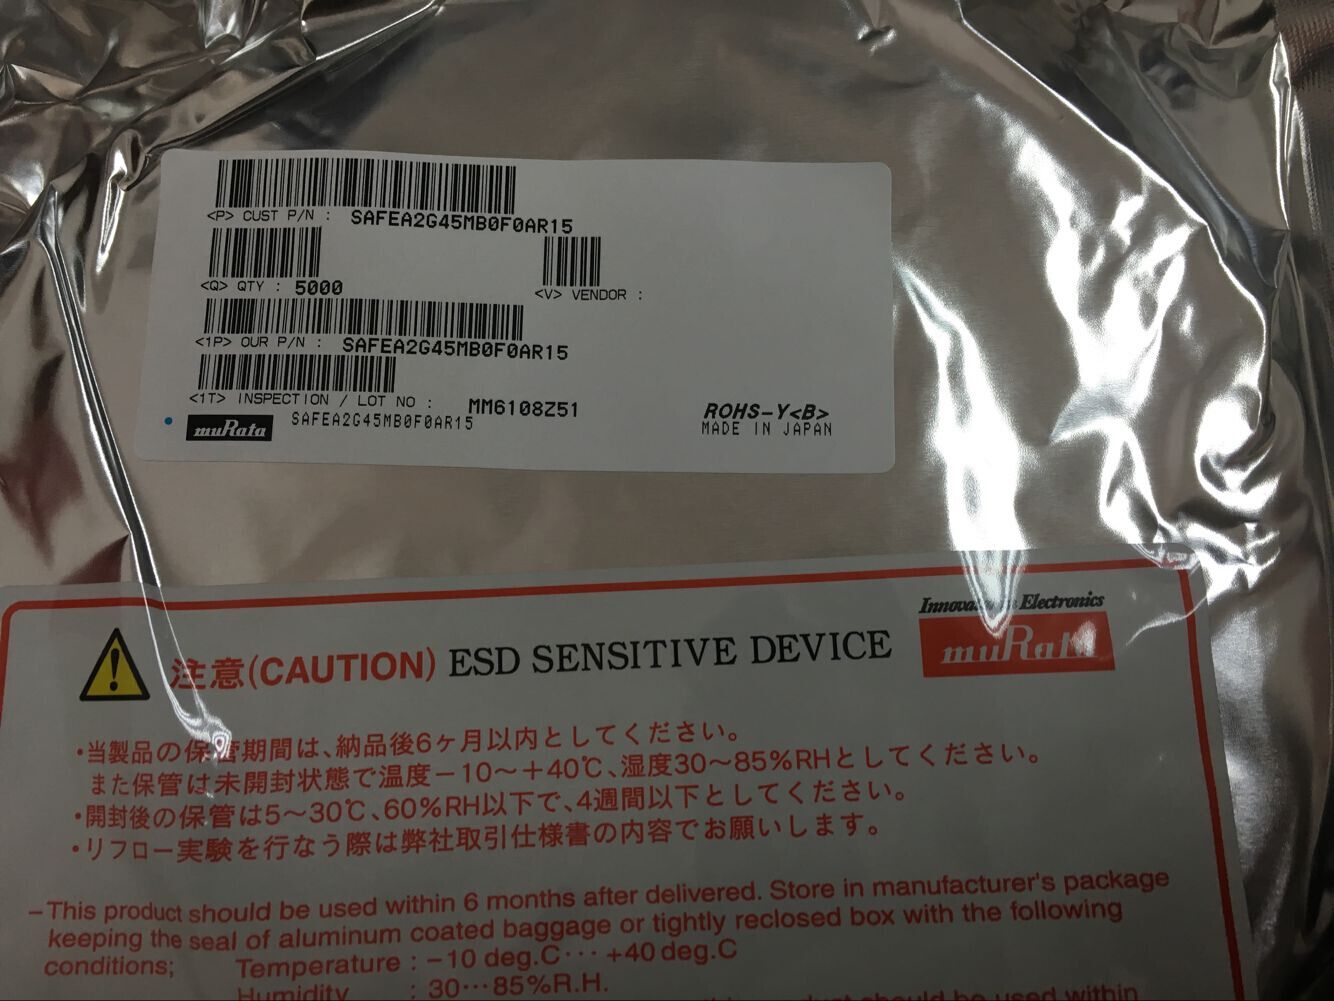 <P> CUST P/N : SAFEA2G45MB0F0AR15
<Q> QTY : 5000
<V> VENDOR :
<1P> OUR P/N : SAFEA2G45MB0F0AR15
<1T> INSPECTION / LOT NO : MM6108Z51
muRata SAFEA2G45MB0F0AR15
ROHS-Y<B>
MADE IN JAPAN
Innovator in Electronics
注意(CAUTION) ESD SENSITIVE DEVICE
muRata
・当製品の保管期間は、納品後6ヶ月以内としてください。
また保管は未開封状態で温度−10〜+40℃、湿度30〜85%RHとしてください。
・開封後の保管は5〜30℃、60%RH以下で、4週間以下としてください。
・リフロー実験を行なう際は弊社取引仕様書の内容でお願いします。
−This product should be used within 6 months after delivered. Store in manufacturer's package
keeping the seal of aluminum coated baggage or tightly reclosed box with the following
conditions; Temperature : −10 deg.C⋯ +40 deg.C
Humidity : 30⋯85%R.H.
product should be used within